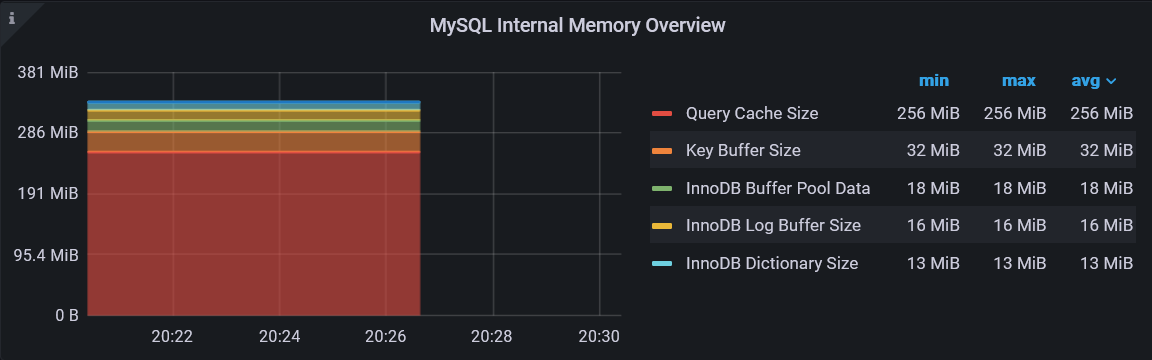 MySQL Internal Memory Overview
381 MiB
286 MiB
191 MiB
95.4 MiB
0 B
20:22 20:24 20:26 20:28 20:30
min max avg
Query Cache Size 256 MiB 256 MiB 256 MiB
Key Buffer Size 32 MiB 32 MiB 32 MiB
InnoDB Buffer Pool Data 18 MiB 18 MiB 18 MiB
InnoDB Log Buffer Size 16 MiB 16 MiB 16 MiB
InnoDB Dictionary Size 13 MiB 13 MiB 13 MiB